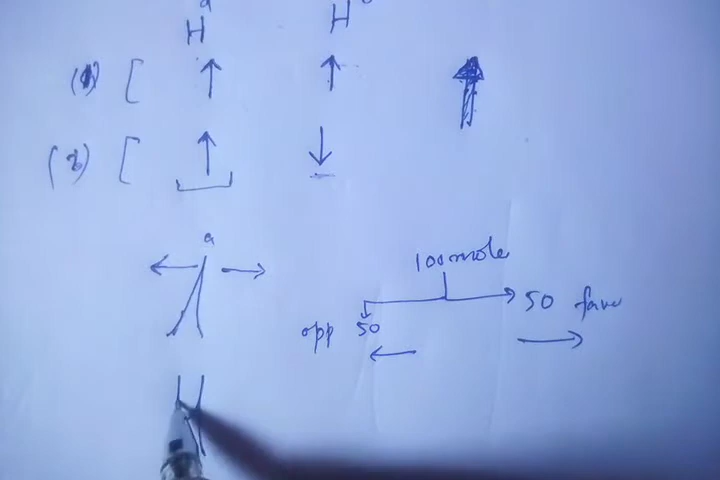 H^a H
(1) [ ↑ ↑
(2) [ ↑ ↓
a
100 mole
50 fav
opp 50